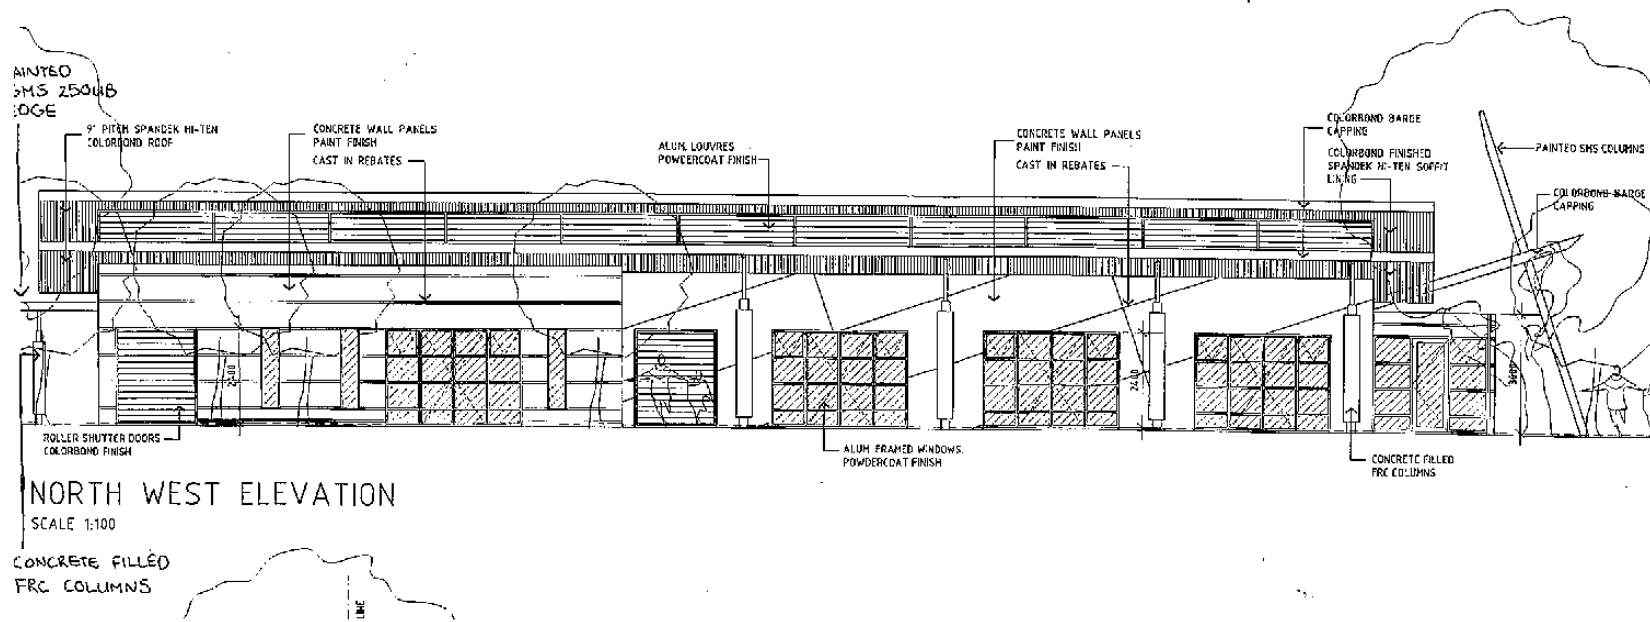 AINTED
SMS 250UB
EDGE
9° PITCH SPANDEK HI-TEN
COLORBOND ROOF
CONCRETE WALL PANELS
PAINT FINISH
CAST IN REBATES
ALUM. LOUVRES
POWDERCOAT FINISH
CONCRETE WALL PANELS
PAINT FINISH
CAST IN REBATES
COLORBOND BARGE
CAPPING
COLORBOND FINISHED
SPANDEK HI-TEN SOFFIT
LINING
PAINTED SHS COLUMNS
COLORBOND BARGE
CAPPING
2400
2400
3000
ROLLER SHUTTER DOORS
COLORBOND FINISH
ALUM FRAMED WINDOWS.
POWDERCOAT FINISH
CONCRETE FILLED
FRC COLUMNS
NORTH WEST ELEVATION
SCALE 1:100
CONCRETE FILLED
FRC COLUMNS
LINE